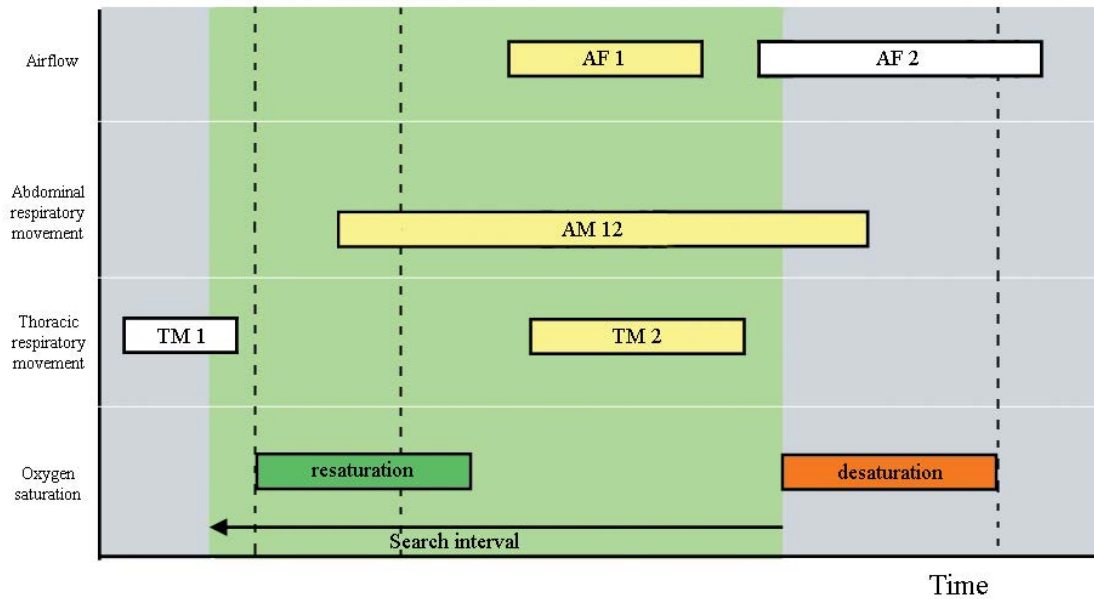 Airflow
AF 1
AF 2
Abdominal
respiratory
movement
AM 12
Thoracic
respiratory
movement
TM 1
TM 2
Oxygen
saturation
resaturation
desaturation
Search interval
Time